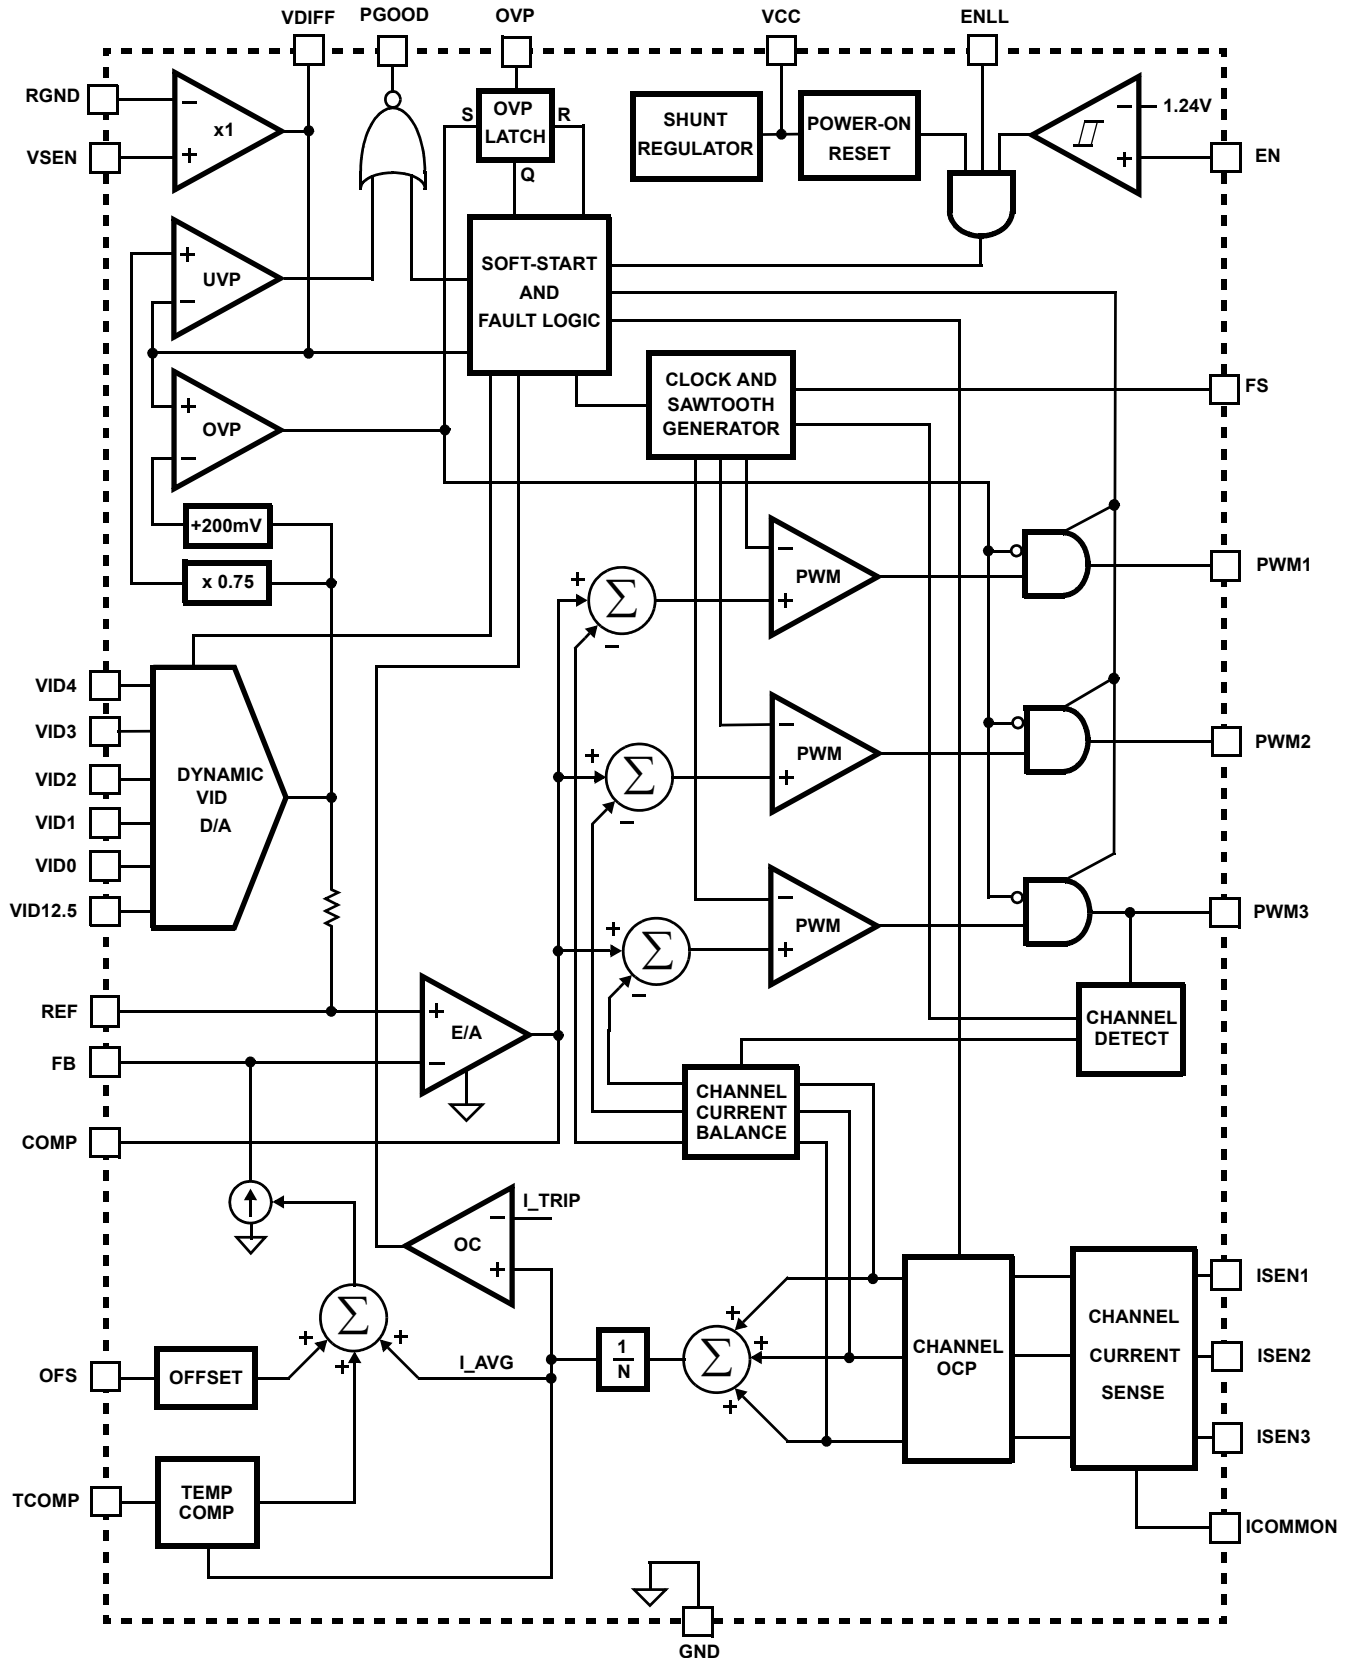 VDIFF
PGOOD
OVP
VCC
ENLL
RGND
−
x1
VSEN
+
S
OVP
LATCH
R
Q
SHUNT
REGULATOR
POWER-ON
RESET
−
1.24V
+
EN
+
UVP
−
SOFT-START
AND
FAULT LOGIC
+
OVP
−
CLOCK AND
SAWTOOTH
GENERATOR
FS
+200mV
x 0.75
+
Σ
−
−
PWM
+
PWM1
VID4
VID3
VID2
VID1
VID0
VID12.5
DYNAMIC
VID
D/A
+
Σ
−
−
PWM
+
PWM2
+
Σ
−
−
PWM
+
PWM3
REF
FB
COMP
+
E/A
−
CHANNEL
DETECT
CHANNEL
CURRENT
BALANCE
I_TRIP
−
OC
+
Σ
+
+
+
I_AVG
OFS
OFFSET
TCOMP
TEMP
COMP
1
N
Σ
+
+
+
CHANNEL
OCP
CHANNEL
CURRENT
SENSE
ISEN1
ISEN2
ISEN3
ICOMMON
GND